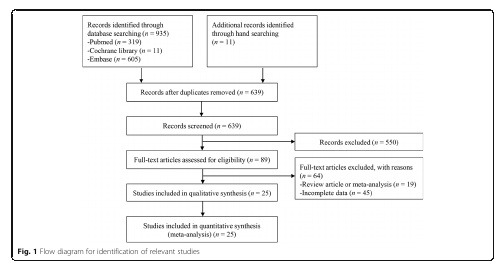 Records identified through
database searching (n = 935)
-Pubmed (n = 319)
-Cochrane library (n = 11)
-Embase (n = 605)
Additional records identified
through hand searching
(n = 11)
Records after duplicates removed (n = 639)
Records screened (n = 639)
Records excluded (n = 550)
Full-text articles assessed for eligibility (n = 89)
Full-text articles excluded, with reasons
(n = 64)
-Review article or meta-analysis (n = 19)
-Incomplete data (n = 45)
Studies included in qualitative synthesis (n = 25)
Studies included in quantitative synthesis
(meta-analysis) (n = 25)
Fig. 1 Flow diagram for identification of relevant studies